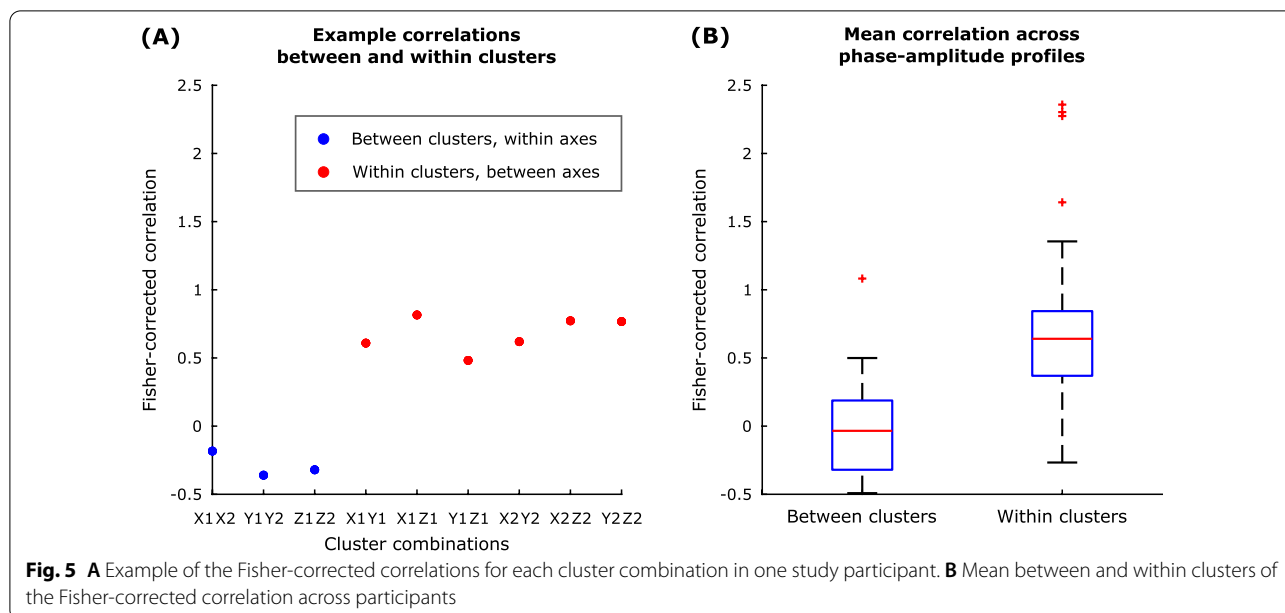 (A)
Example correlations
between and within clusters
2.5
2
1.5
1
0.5
0
-0.5
Fisher-corrected correlation
Between clusters, within axes
Within clusters, between axes
X1X2 Y1Y2 Z1Z2 X1Y1 X1Z1 Y1Z1 X2Y2 X2Z2 Y2Z2
Cluster combinations
(B)
Mean correlation across
phase-amplitude profiles
2.5
2
1.5
1
0.5
0
-0.5
Fisher-corrected correlation
Between clusters Within clusters
Fig. 5 A Example of the Fisher-corrected correlations for each cluster combination in one study participant. B Mean between and within clusters of
the Fisher-corrected correlation across participants